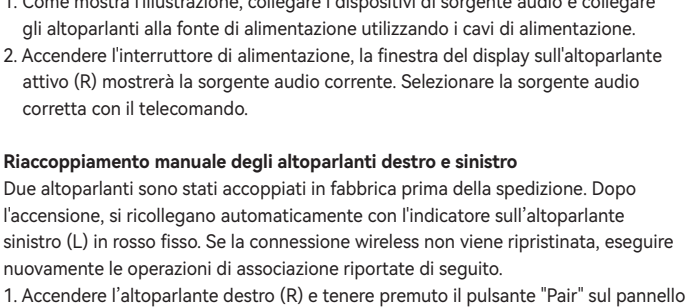 1. Come mostra l'illustrazione, collegare i dispositivi di sorgente audio e collegare
gli altoparlanti alla fonte di alimentazione utilizzando i cavi di alimentazione.
2. Accendere l'interruttore di alimentazione, la finestra del display sull'altoparlante
attivo (R) mostrerà la sorgente audio corrente. Selezionare la sorgente audio
corretta con il telecomando.
Riaccoppiamento manuale degli altoparlanti destro e sinistro
Due altoparlanti sono stati accoppiati in fabbrica prima della spedizione. Dopo
l'accensione, si ricollegano automaticamente con l'indicatore sull’altoparlante
sinistro (L) in rosso fisso. Se la connessione wireless non viene ripristinata, eseguire
nuovamente le operazioni di associazione riportate di seguito.
1. Accendere l’altoparlante destro (R) e tenere premuto il pulsante "Pair" sul pannello